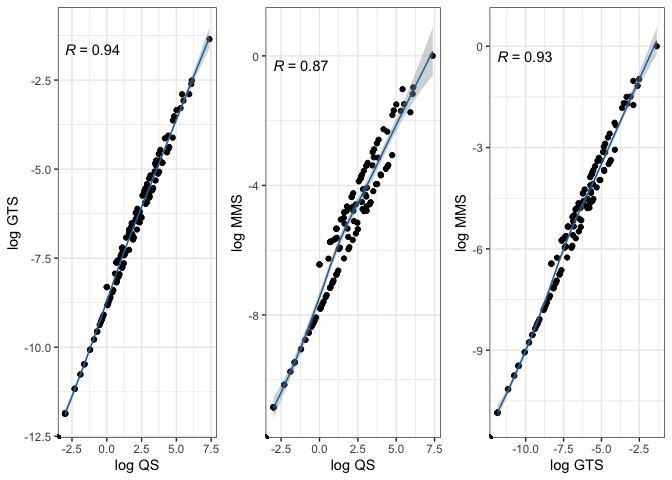 R = 0.94
-2.5
-5.0
-7.5
-10.0
-12.5
log GTS
-2.5 0.0 2.5 5.0 7.5
log QS
R = 0.87
0
-4
-8
log MMS
-2.5 0.0 2.5 5.0 7.5
log QS
R = 0.93
0
-3
-6
-9
log MMS
-10.0 -7.5 -5.0 -2.5
log GTS